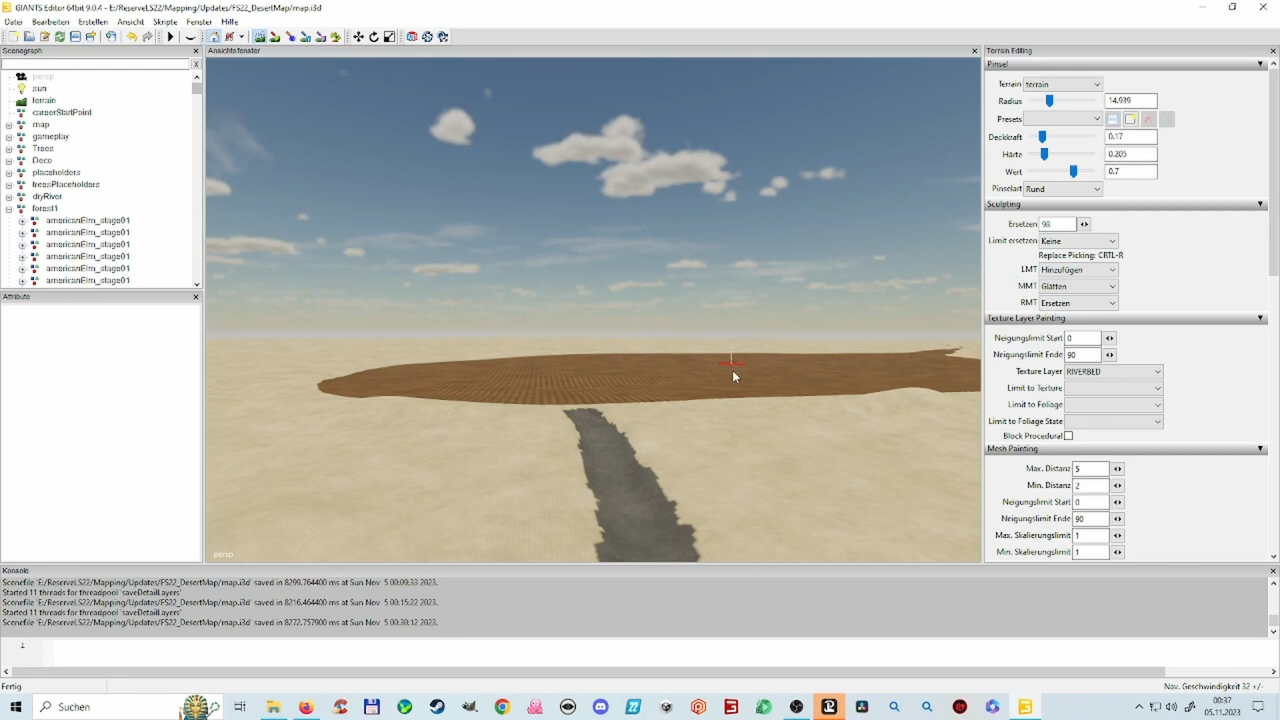 GIANTS Editor 64bit 9.0.4 - E:/ReserveLS22/Mapping/Updates/FS22_DesertMap/map.i3d
Datei Bearbeiten Erstellen Ansicht Skripte Fenster Hilfe
Scenegraph
X
persp
sun
terrain
careerStartPoint
map
gameplay
Trees
Deco
placeholders
treesPlaceholders
dryRiver
forest1
americanElm_stage01
americanElm_stage01
americanElm_stage01
americanElm_stage01
americanElm_stage01
americanElm_stage01
Attribute
Ansichtsfenster
persp
Terrain Editing
Pinsel
Terrain terrain
Radius 14.939
Presets
Deckkraft 0.17
Härte 0.205
Wert 0.7
Pinselart Rund
Sculpting
Ersetzen 98
Limit ersetzen Keine
Replace Picking: CRTL-R
LMT Hinzufügen
MMT Glätten
RMT Ersetzen
Texture Layer Painting
Neigungslimit Start 0
Neigungslimit Ende 90
Texture Layer RIVERBED
Limit to Texture
Limit to Foliage
Limit to Foliage State
Block Procedural
Mesh Painting
Max. Distanz 5
Min. Distanz 2
Neigungslimit Start 0
Neigungslimit Ende 90
Max. Skalierungslimit 1
Min. Skalierungslimit 1
Konsole
Scenefile 'E:/ReserveLS22/Mapping/Updates/FS22_DesertMap/map.i3d' saved in 8299.764400 ms at Sun Nov 5 00:09:33 2023.
Started 11 threads for threadpool 'saveDetailLayers'
Scenefile 'E:/ReserveLS22/Mapping/Updates/FS22_DesertMap/map.i3d' saved in 8216.464400 ms at Sun Nov 5 00:15:22 2023.
Started 11 threads for threadpool 'saveDetailLayers'
Scenefile 'E:/ReserveLS22/Mapping/Updates/FS22_DesertMap/map.i3d' saved in 8272.757900 ms at Sun Nov 5 00:30:12 2023.
1
Fertig
Nav. Geschwindigkeit 32 +/-
Suchen
00:37
05.11.2023